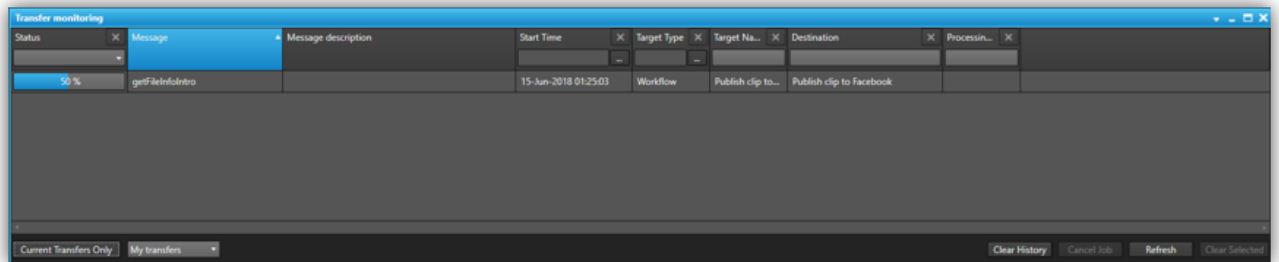 Transfer monitoring
Status Message Message description Start Time Target Type Target Na... Destination Processin...
50 % getFileInfoIntro 15-Jun-2018 01:25:03 Workflow Publish clip to... Publish clip to Facebook
Current Transfers Only My transfers Clear History Cancel Job Refresh Clear Selected